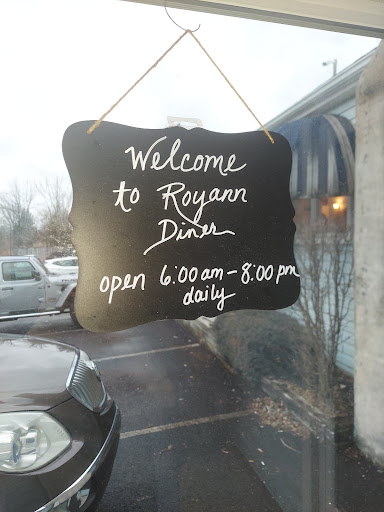 Welcome
to Royann
Diner
open 6:00 am - 8:00 pm
daily